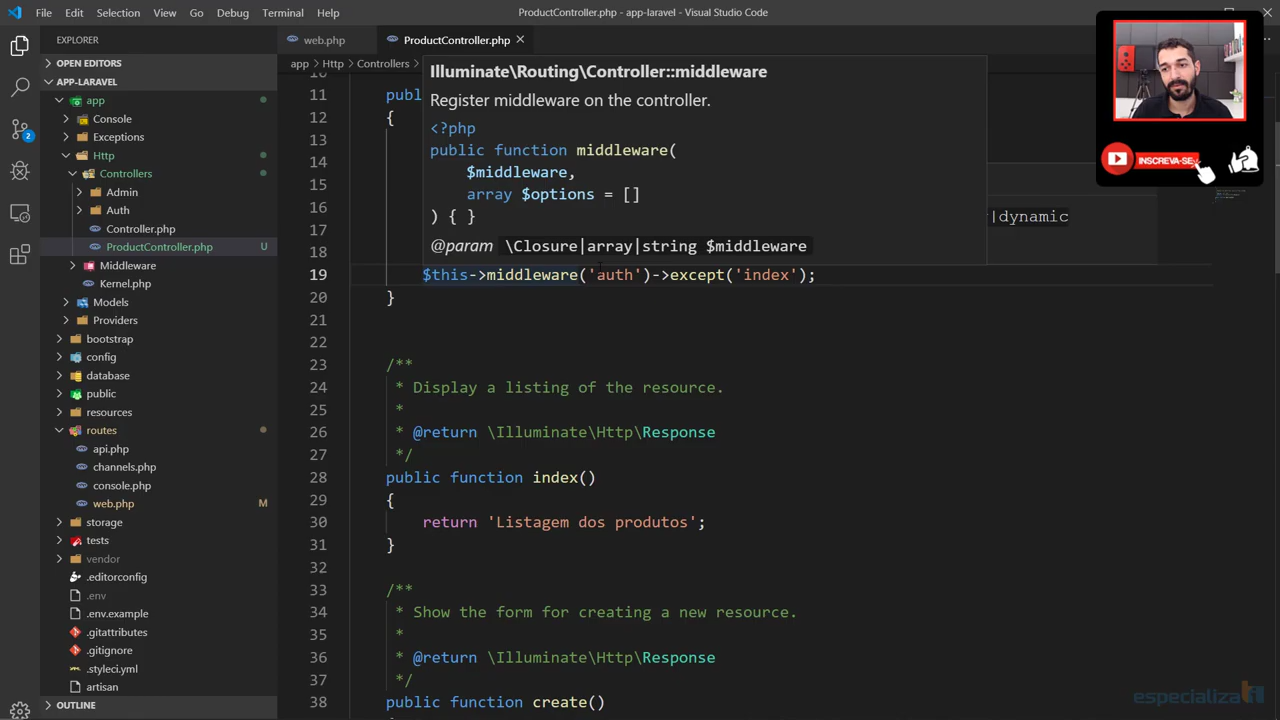 File Edit Selection View Go Debug Terminal Help
ProductController.php - app-laravel - Visual Studio Code
EXPLORER
OPEN EDITORS
APP-LARAVEL
app
Console
Exceptions
Http
Controllers
Admin
Auth
Controller.php
ProductController.php U
Middleware
Kernel.php
Models
Providers
bootstrap
config
database
public
resources
routes
api.php
channels.php
console.php
web.php M
storage
tests
vendor
.editorconfig
.env
.env.example
.gitattributes
.gitignore
.styleci.yml
artisan
OUTLINE
2
web.php ProductController.php
app > Http > Controllers >
Illuminate\Routing\Controller::middleware
Register middleware on the controller.
<?php
public function middleware(
$middleware,
array $options = []
) { }
@param \Closure|array|string $middleware
|dynamic
11 pub
12 {
13
14
15
16
17
18
19 $this->middleware('auth')->except('index');
20 }
21
22
23 /**
24 * Display a listing of the resource.
25 *
26 * @return \Illuminate\Http\Response
27 */
28 public function index()
29 {
30 return 'Listagem dos produtos';
31 }
32
33 /**
34 * Show the form for creating a new resource.
35 *
36 * @return \Illuminate\Http\Response
37 */
38 public function create()
INSCREVA-SE
especializati